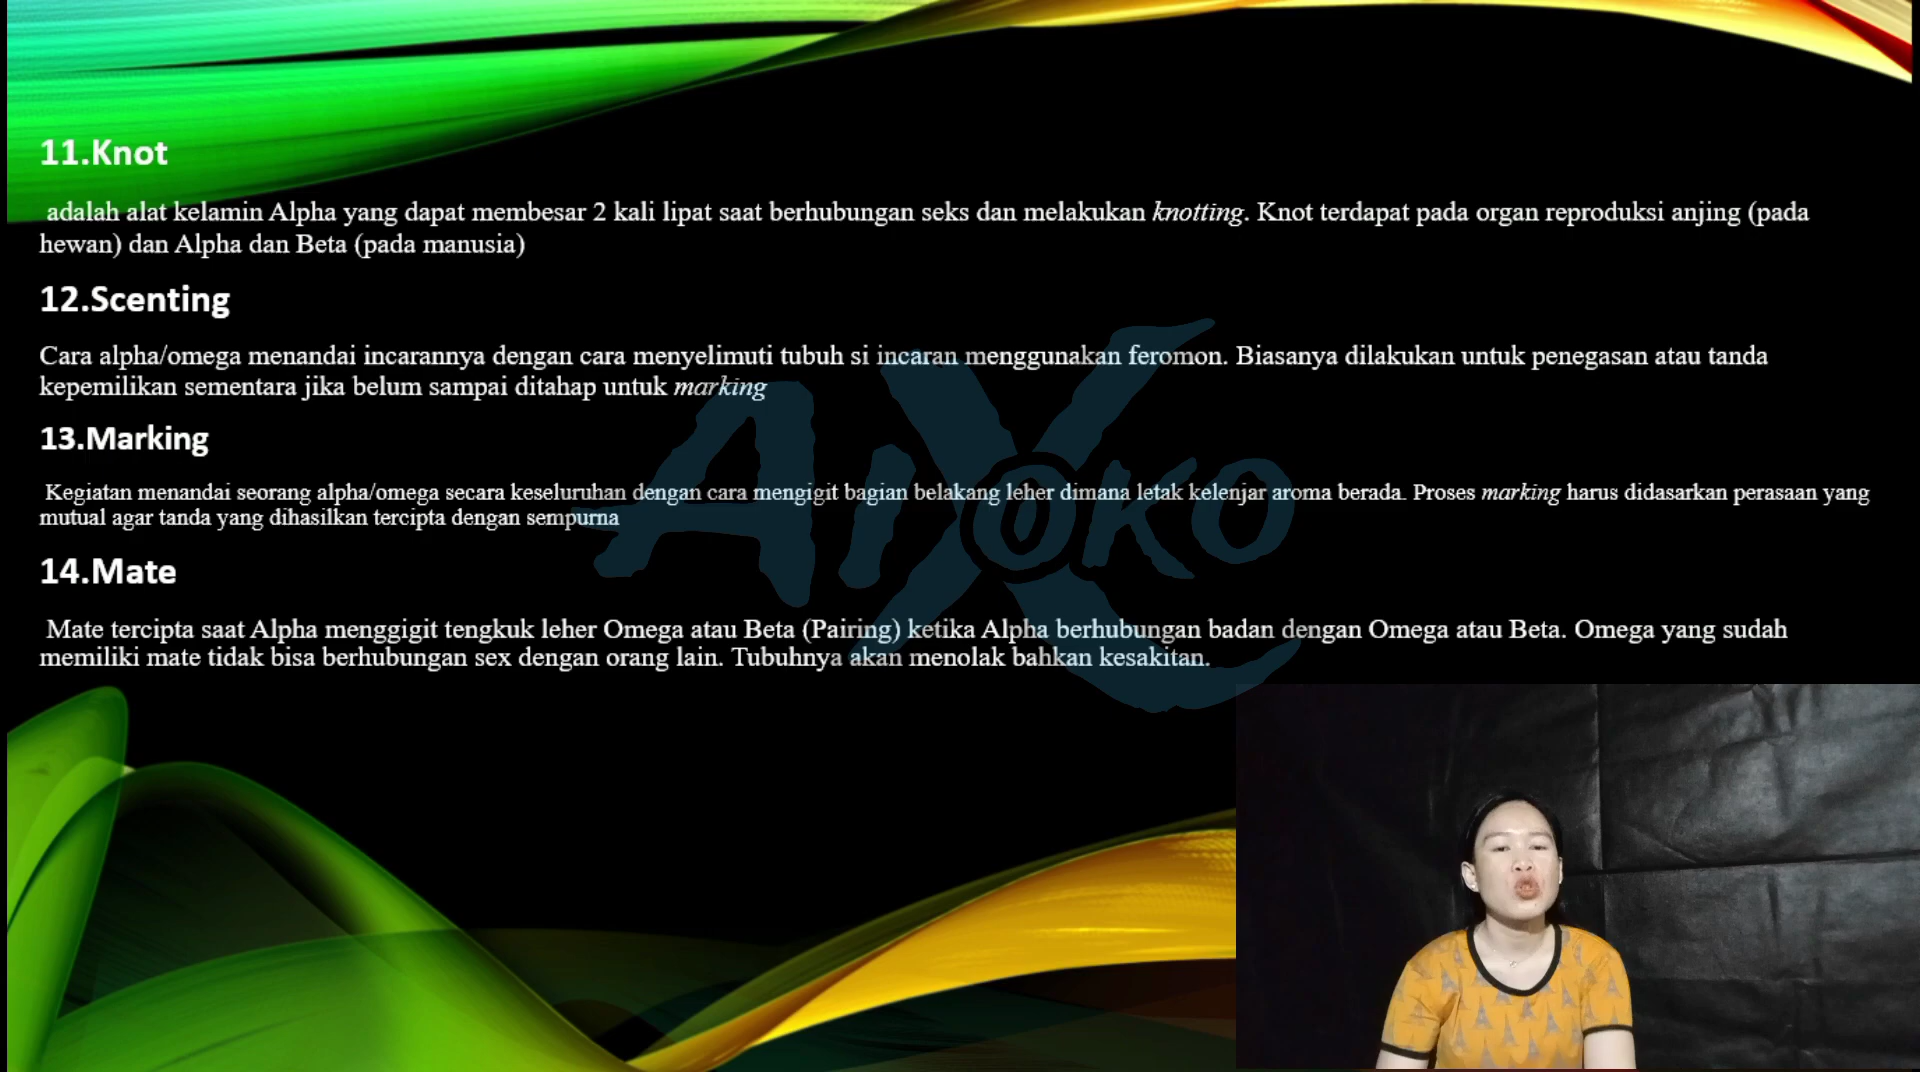 11.Knot
adalah alat kelamin Alpha yang dapat membesar 2 kali lipat saat berhubungan seks dan melakukan knotting. Knot terdapat pada organ reproduksi anjing (pada
hewan) dan Alpha dan Beta (pada manusia)
12.Scenting
Cara alpha/omega menandai incarannya dengan cara menyelimuti tubuh si incaran menggunakan feromon. Biasanya dilakukan untuk penegasan atau tanda
kepemilikan sementara jika belum sampai ditahap untuk marking
13.Marking
Kegiatan menandai seorang alpha/omega secara keseluruhan dengan cara mengigit bagian belakang leher dimana letak kelenjar aroma berada. Proses marking harus didasarkan perasaan yang
mutual agar tanda yang dihasilkan tercipta dengan sempurna
14.Mate
Mate tercipta saat Alpha menggigit tengkuk leher Omega atau Beta (Pairing) ketika Alpha berhubungan badan dengan Omega atau Beta. Omega yang sudah
memiliki mate tidak bisa berhubungan sex dengan orang lain. Tubuhnya akan menolak bahkan kesakitan.